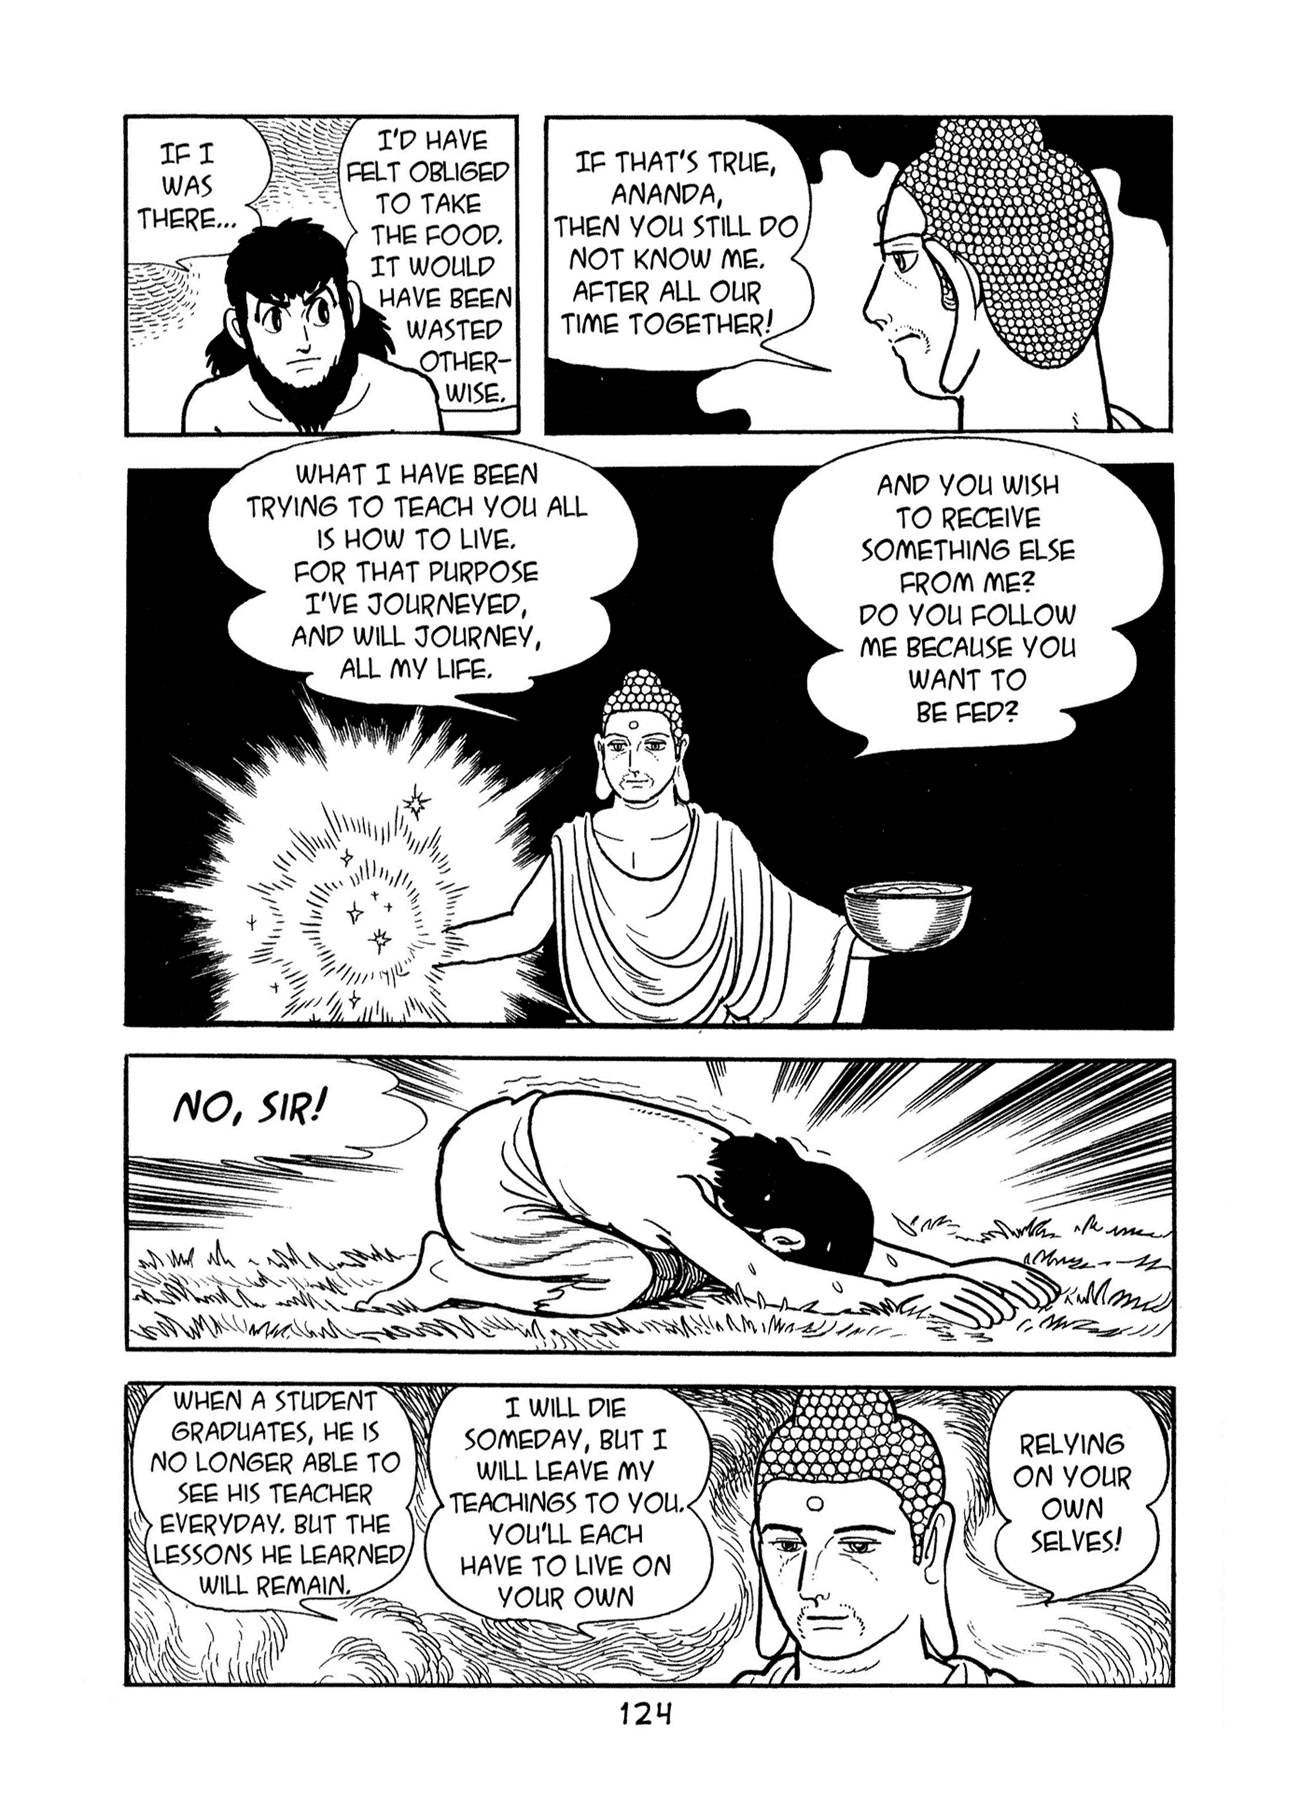 IF I
WAS
THERE...
I'D HAVE
FELT OBLIGED
TO TAKE
THE FOOD.
IT WOULD
HAVE BEEN
WASTED
OTHER-
WISE.
IF THAT'S TRUE,
ANANDA,
THEN YOU STILL DO
NOT KNOW ME.
AFTER ALL OUR
TIME TOGETHER!
WHAT I HAVE BEEN
TRYING TO TEACH YOU ALL
IS HOW TO LIVE.
FOR THAT PURPOSE
I'VE JOURNEYED,
AND WILL JOURNEY,
ALL MY LIFE.
AND YOU WISH
TO RECEIVE
SOMETHING ELSE
FROM ME?
DO YOU FOLLOW
ME BECAUSE YOU
WANT TO
BE FED?
NO, SIR!
WHEN A STUDENT
GRADUATES, HE IS
NO LONGER ABLE TO
SEE HIS TEACHER
EVERYDAY. BUT THE
LESSONS HE LEARNED
WILL REMAIN.
I WILL DIE
SOMEDAY, BUT I
WILL LEAVE MY
TEACHINGS TO YOU.
YOU'LL EACH
HAVE TO LIVE ON
YOUR OWN
RELYING
ON YOUR
OWN
SELVES!
124